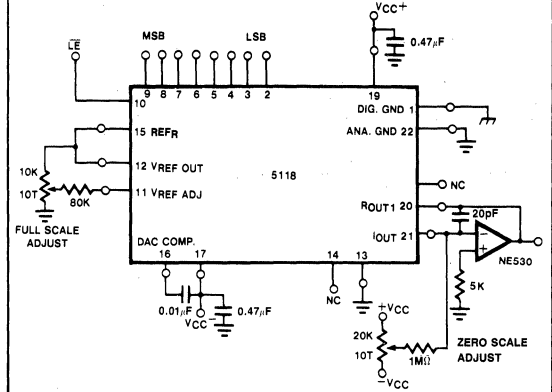 VCC+
0.47µF
MSB LSB
LE
9 8 7 6 5 4 3 2 19
10
DIG. GND 1
15 REFR
ANA. GND 22
12 VREF OUT
5118
NC
10K
10T
80K
11 VREF ADJ
ROUT1 20
20pF
FULL SCALE
ADJUST
IOUT 21
-
+
NE530
DAC COMP.
16 17 14 13
5K
0.01µF
VCC-
0.47µF
NC
+VCC
20K
10T
1MΩ
ZERO SCALE
ADJUST
-VCC